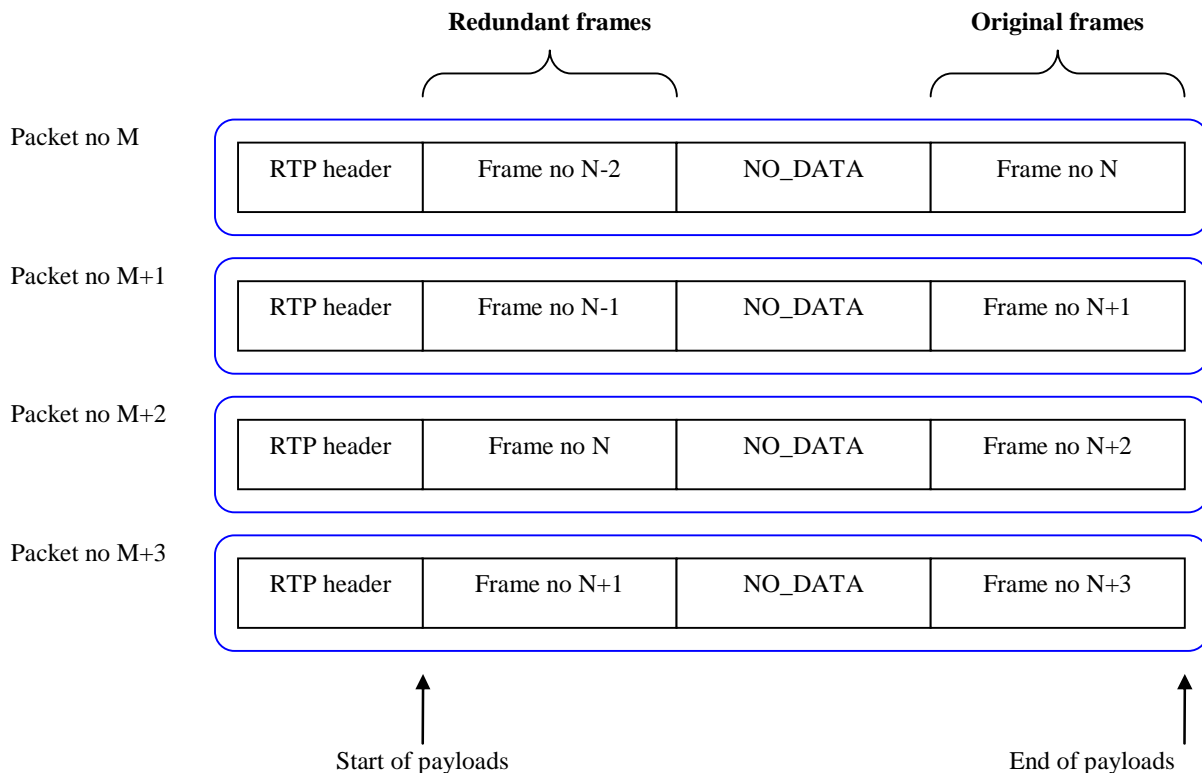 Redundant frames Original frames
Packet no M
RTP header Frame no N-2 NO_DATA Frame no N
Packet no M+1
RTP header Frame no N-1 NO_DATA Frame no N+1
Packet no M+2
RTP header Frame no N NO_DATA Frame no N+2
Packet no M+3
RTP header Frame no N+1 NO_DATA Frame no N+3
Start of payloads End of payloads